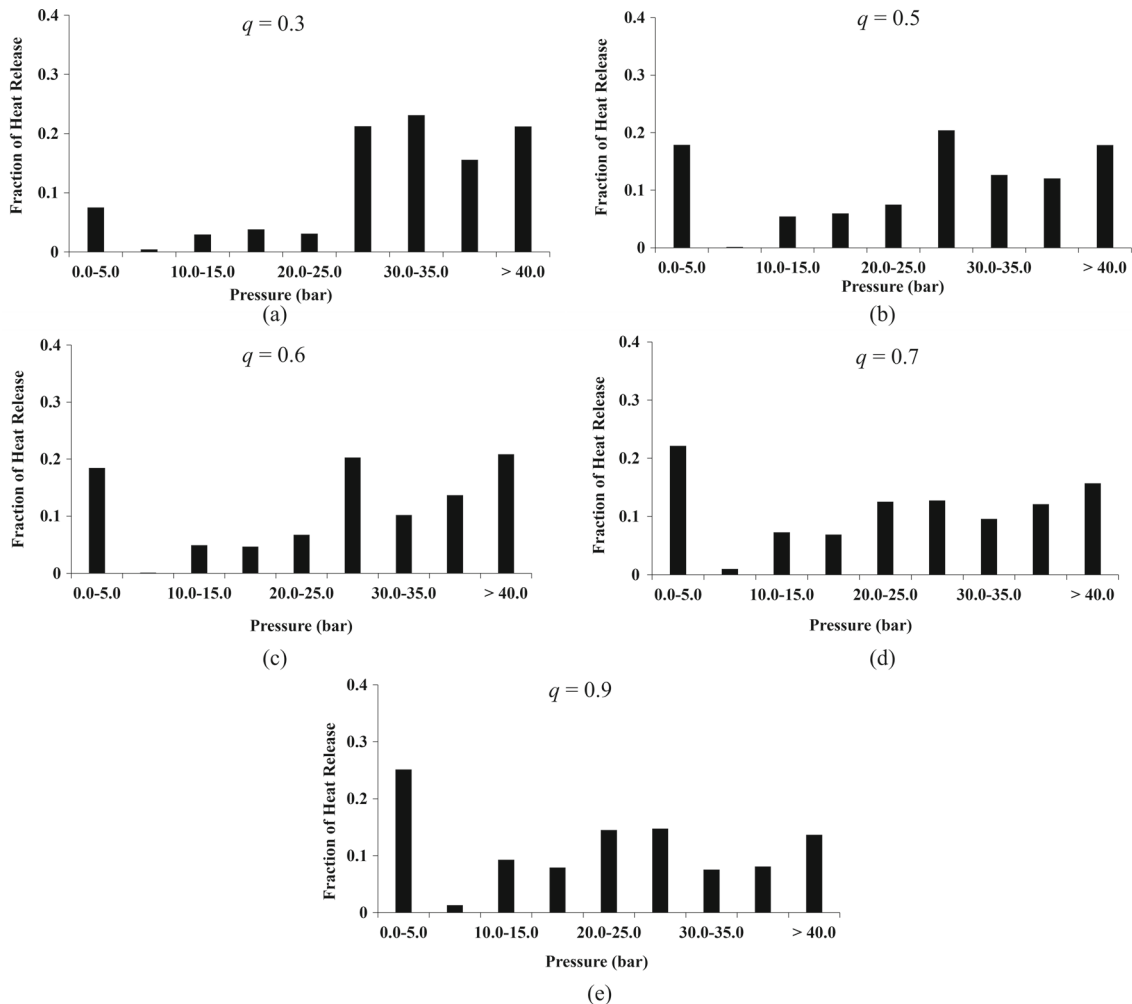 q = 0.3
Fraction of Heat Release
0.4
0.3
0.2
0.1
0
0.0-5.0 10.0-15.0 20.0-25.0 30.0-35.0 > 40.0
Pressure (bar)
(a)
q = 0.5
Fraction of Heat Release
0.4
0.3
0.2
0.1
0
0.0-5.0 10.0-15.0 20.0-25.0 30.0-35.0 > 40.0
Pressure (bar)
(b)
q = 0.6
Fraction of Heat Release
0.4
0.3
0.2
0.1
0
0.0-5.0 10.0-15.0 20.0-25.0 30.0-35.0 > 40.0
Pressure (bar)
(c)
q = 0.7
Fraction of Heat Release
0.4
0.3
0.2
0.1
0
0.0-5.0 10.0-15.0 20.0-25.0 30.0-35.0 > 40.0
Pressure (bar)
(d)
q = 0.9
Fraction of Heat Release
0.4
0.3
0.2
0.1
0
0.0-5.0 10.0-15.0 20.0-25.0 30.0-35.0 > 40.0
Pressure (bar)
(e)